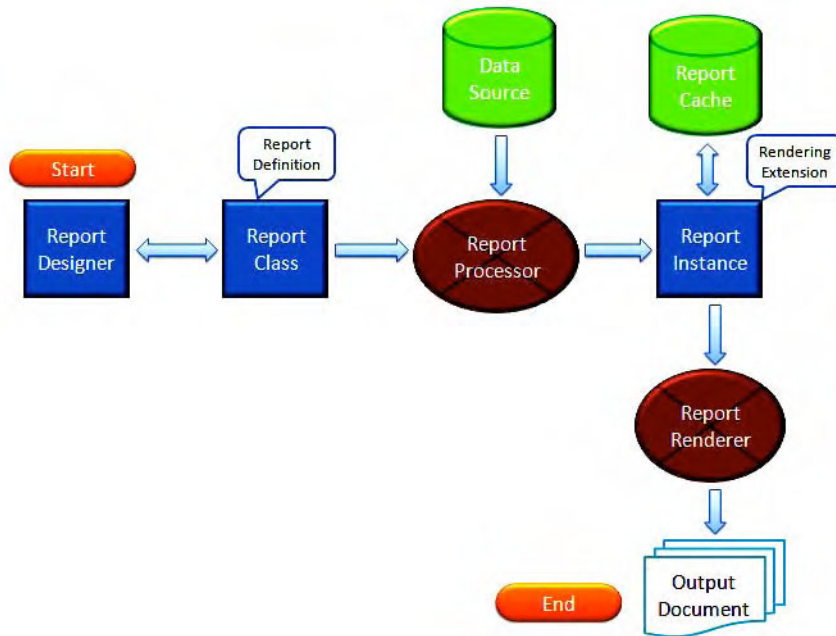 Data
Source
Report
Cache
Report
Definition
Rendering
Extension
Start
Report
Designer
Report
Class
Report
Processor
Report
Instance
Report
Renderer
Output
Document
End